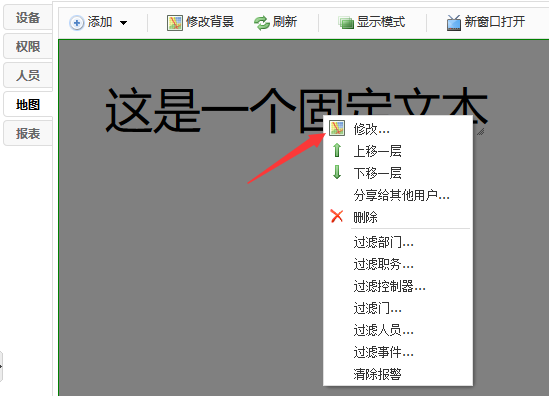 设备
权限
人员
地图
报表
添加 修改背景 刷新 显示模式 新窗口打开
这是一个固定文本
修改...
上移一层
下移一层
分享给其他用户...
删除
过滤部门...
过滤职务...
过滤控制器...
过滤门...
过滤人员...
过滤事件...
清除报警